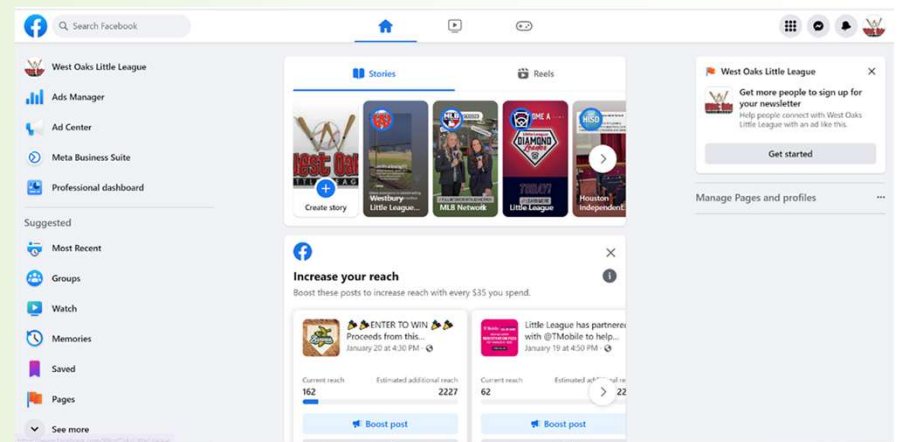 Search Facebook
West Oaks Little League
Ads Manager
Ad Center
Meta Business Suite
Professional dashboard
Suggested
Most Recent
Groups
Watch
Memories
Saved
Pages
See more
Stories
Reels
Create story
Westbury
Little League...
MLB Network
DIAMOND
Little League
HISD
Houston
Independent
Increase your reach
Boost these posts to increase reach with every $35 you spend.
ENTER TO WIN
Proceeds from this...
January 20 at 4:30 PM ·
Current reach
Estimated additional reach
162
2227
Boost post
Little League has partnered
with @TMobile to help...
January 19 at 4:50 PM ·
Current reach
Estimated
62
22
Boost post
West Oaks Little League
Get more people to sign up for
your newsletter
Help people connect with West Oaks
Little League with an ad like this.
Get started
Manage Pages and profiles